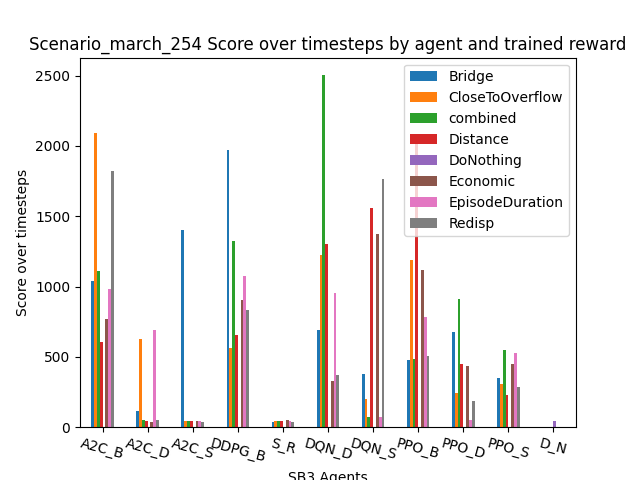 Scenario_march_254 Score over timesteps by agent and trained reward
2500
2000
1500
1000
500
0
Score over timesteps
Bridge
CloseToOverflow
combined
Distance
DoNothing
Economic
EpisodeDuration
Redisp
A2C_B
A2C_D
A2C_S
DDPG_B
S_R
DQN_D
DQN_S
PPO_B
PPO_D
PPO_S
D_N
SB3 Agents